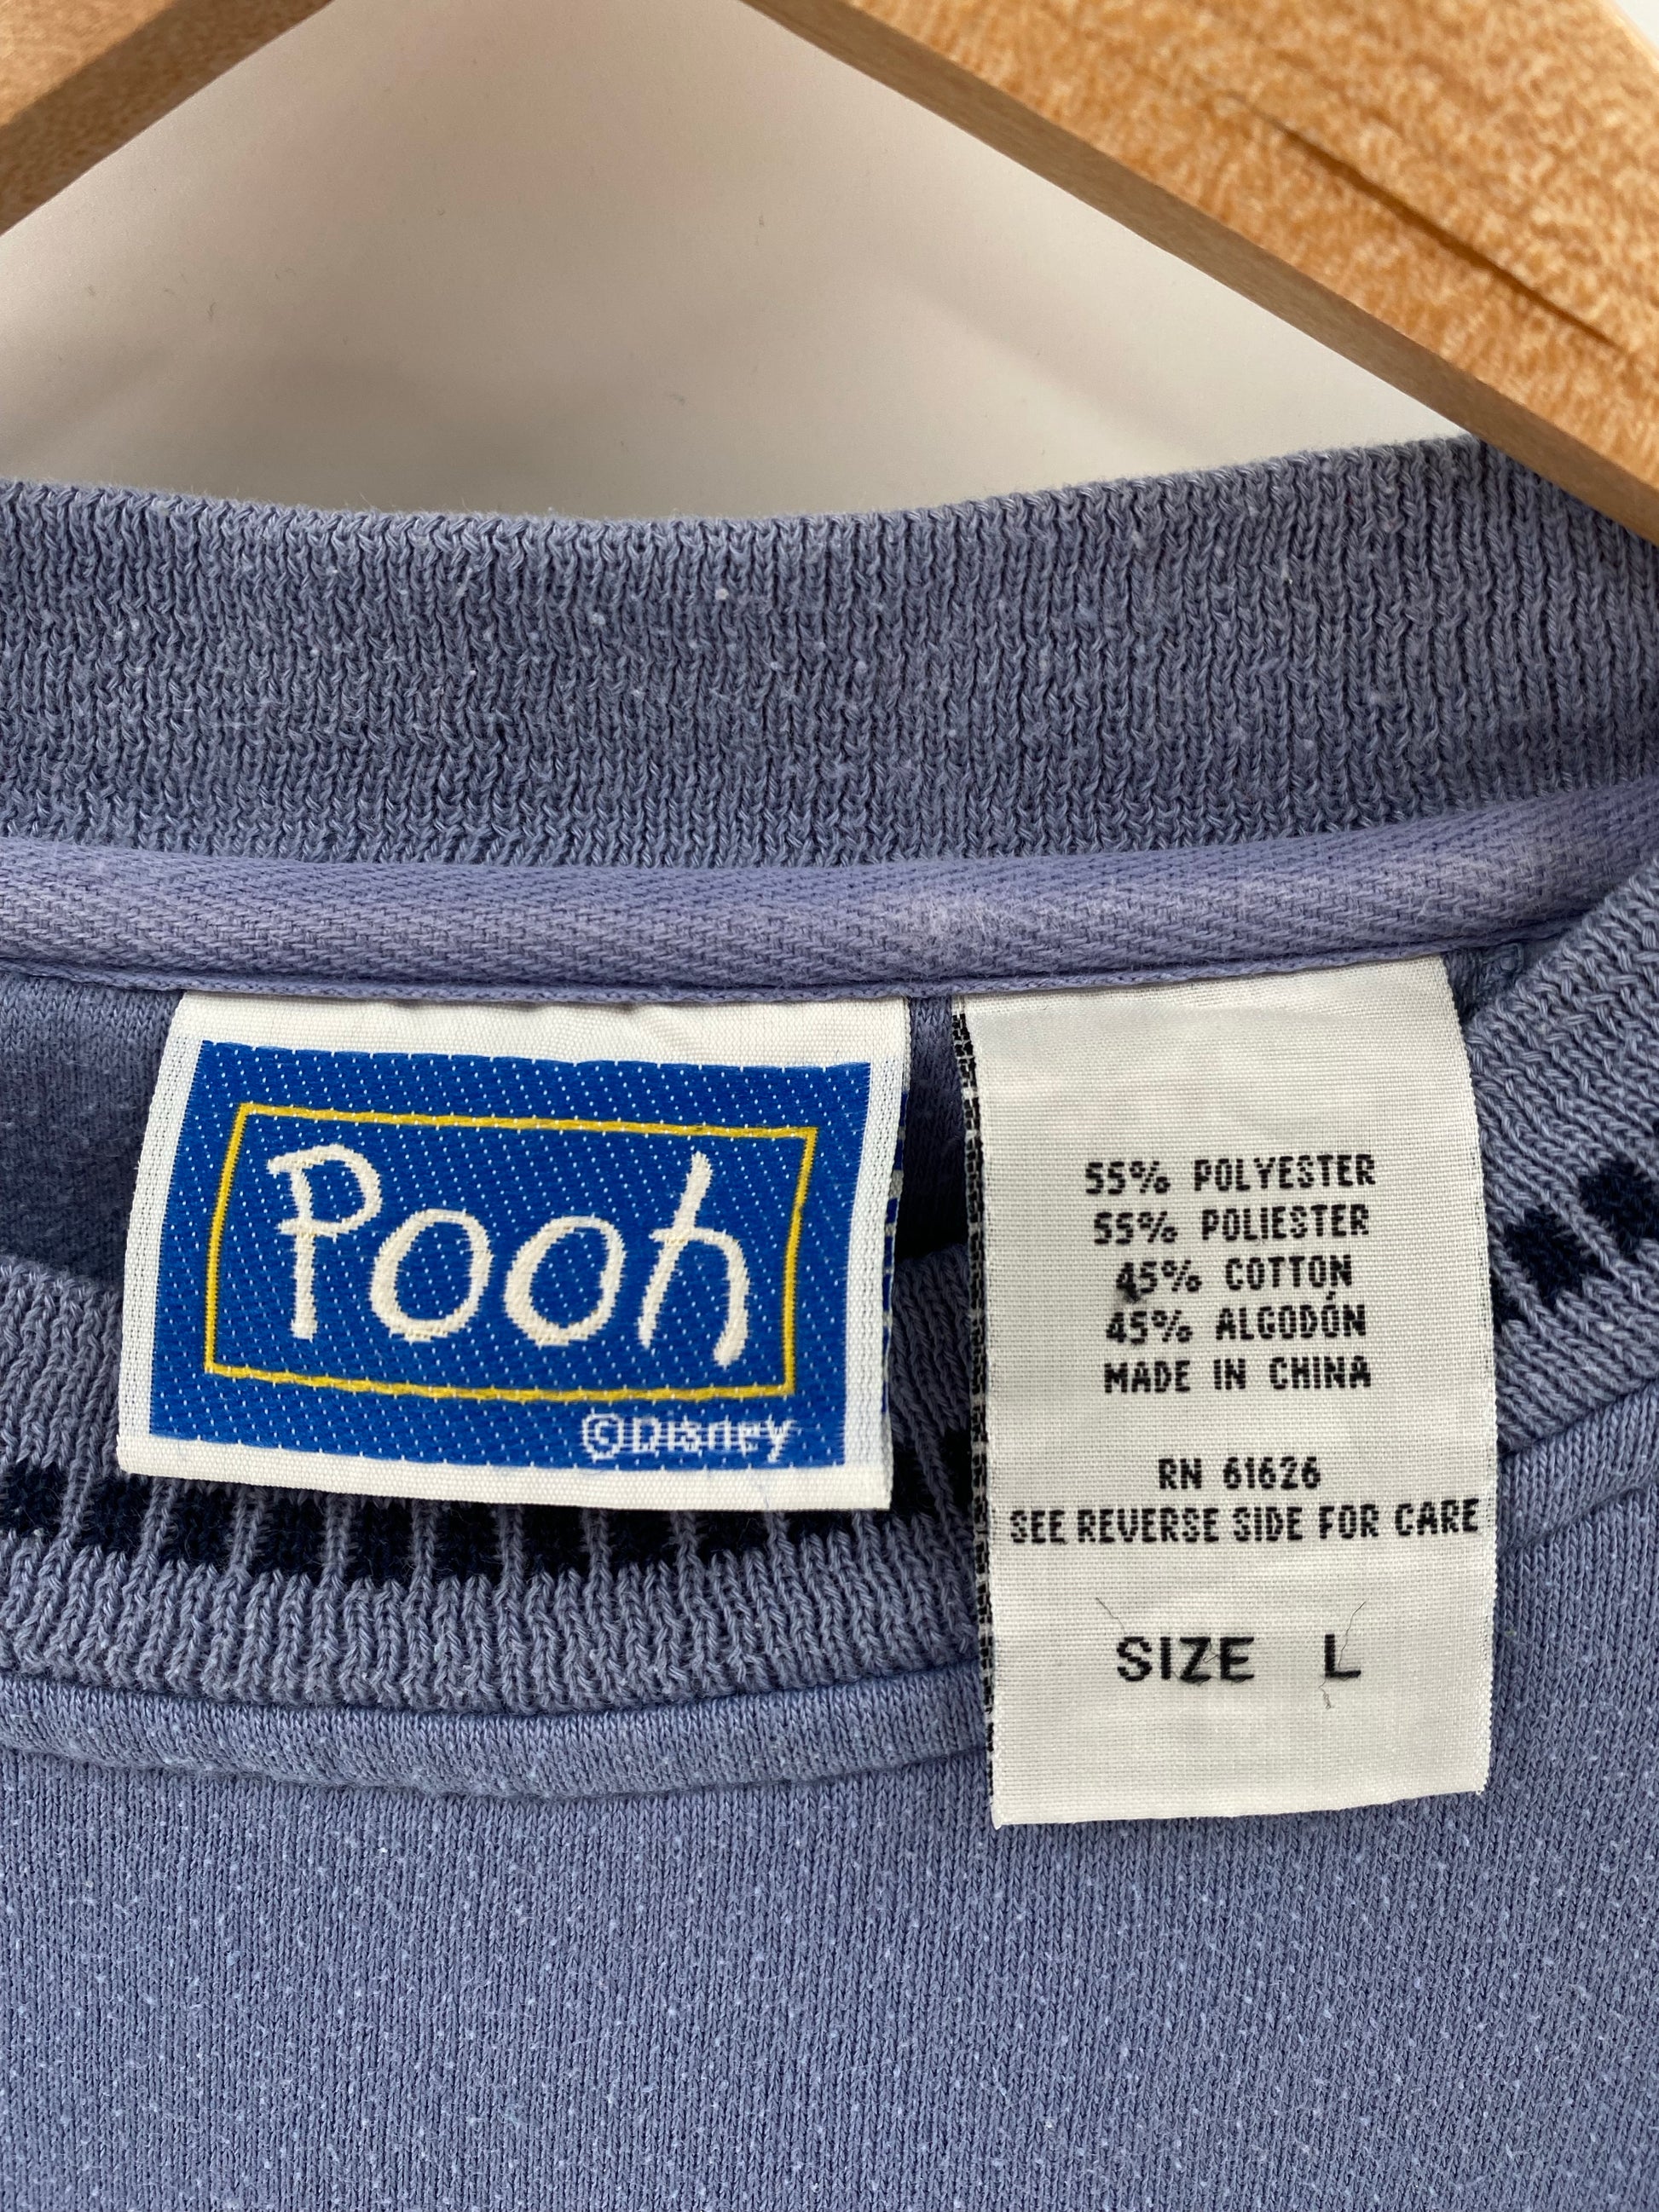 Pooh
©Disney
55% POLYESTER
55% POLIESTER
45% COTTON
45% ALGODÓN
MADE IN CHINA
RN 61626
SEE REVERSE SIDE FOR CARE
SIZE L